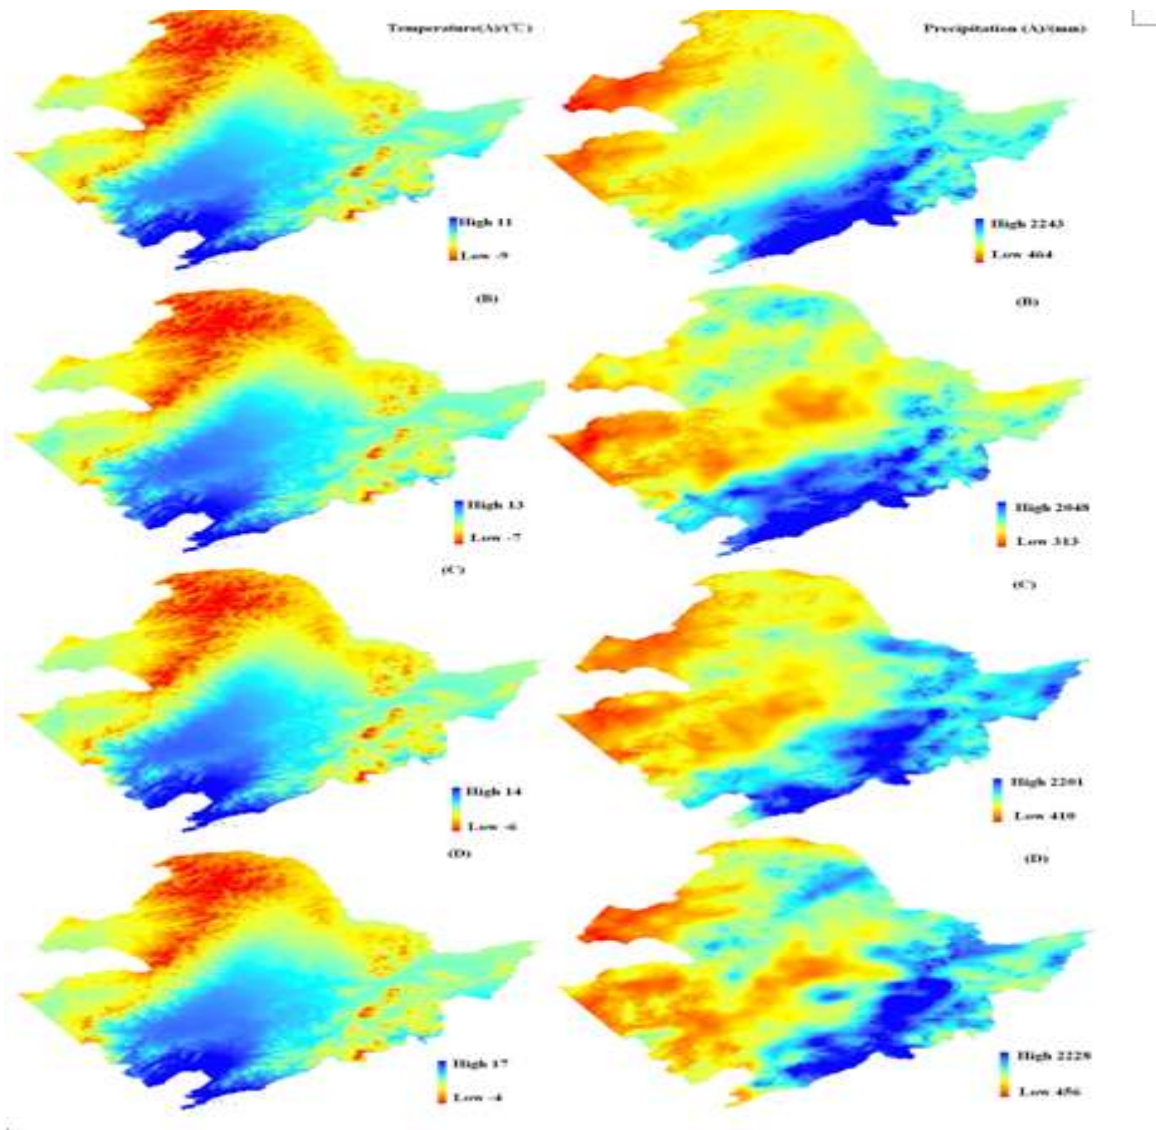 Temperature(A)/(℃)
Precipitation (A)/(mm)
High 11
Low -9
High 2243
Low 464
(B)
(B)
High 13
Low -7
High 2048
Low 313
(C)
(C)
High 14
Low -6
High 2201
Low 410
(D)
(D)
High 17
Low -4
High 2228
Low 456